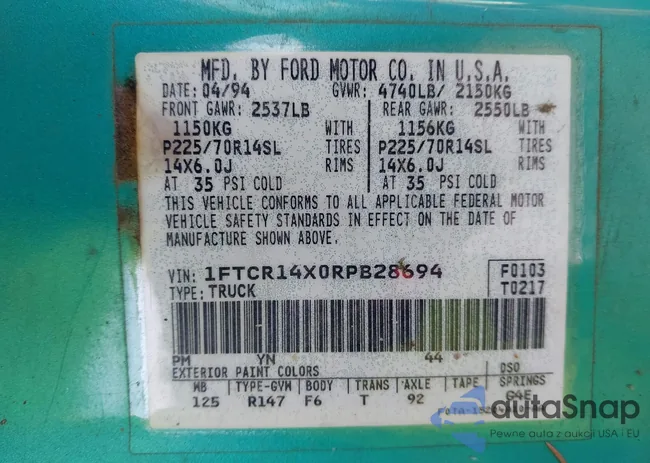 MFD. BY FORD MOTOR CO. IN U.S.A.
DATE: 04/94 GVWR: 4740LB/ 2150KG
FRONT GAWR: 2537LB REAR GAWR: 2550LB
1150KG WITH 1156KG WITH
P225/70R14SL TIRES P225/70R14SL TIRES
14X6.0J RIMS 14X6.0J RIMS
AT 35 PSI COLD AT 35 PSI COLD
THIS VEHICLE CONFORMS TO ALL APPLICABLE FEDERAL MOTOR
VEHICLE SAFETY STANDARDS IN EFFECT ON THE DATE OF
MANUFACTURE SHOWN ABOVE.
VIN: 1FTCR14X0RPB28694 F0103
TYPE: TRUCK T0217
PM YN 44
EXTERIOR PAINT COLORS DSO
WB TYPE-GVM BODY TRANS AXLE TAPE SPRINGS
125 R147 F6 T 92 G4E
autoSnap
Pewne auta z aukcji USA i EU